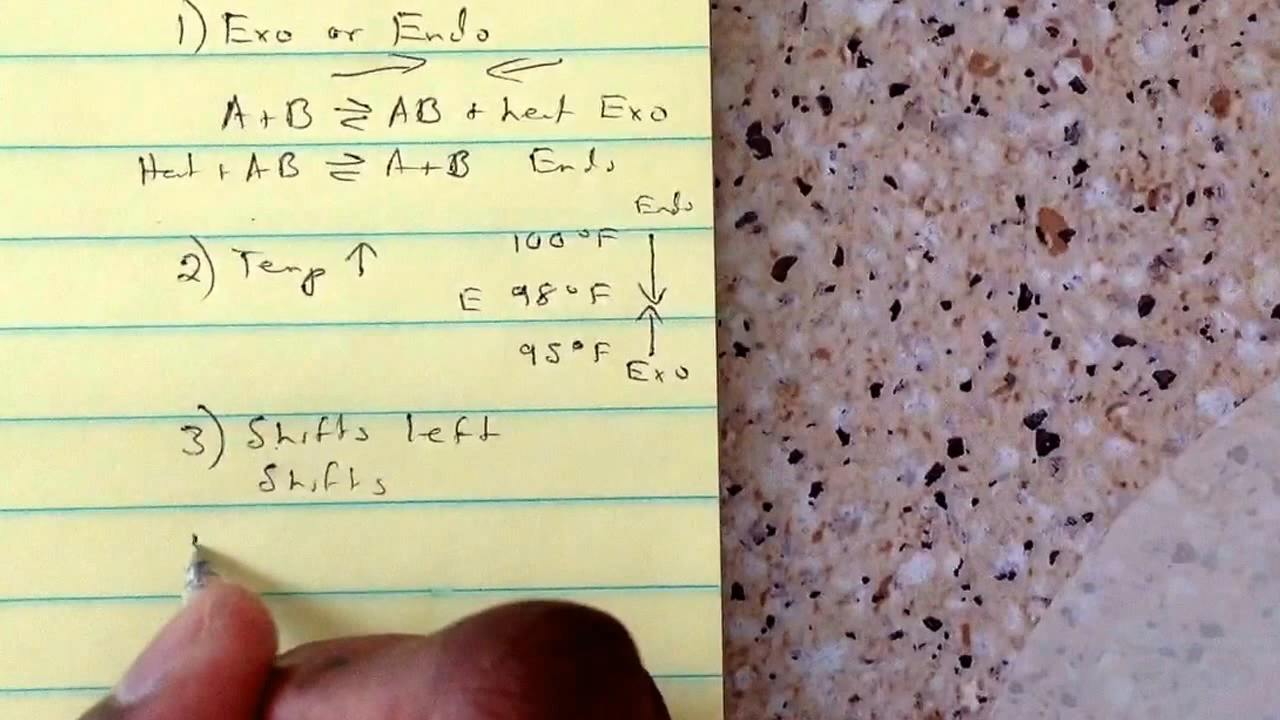 1) Exo or Endo
A + B ⇌ AB + heat Exo
Heat + AB ⇌ A + B Endo
Endo
2) Temp ↑
100°F
E 98°F
95°F
Exo
3) Shifts left
Shifts